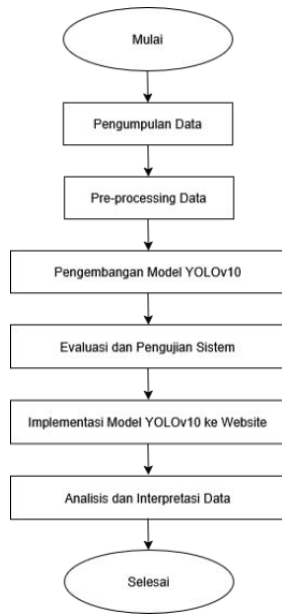 Mulai
Pengumpulan Data
Pre-processing Data
Pengembangan Model YOLOv10
Evaluasi dan Pengujian Sistem
Implementasi Model YOLOv10 ke Website
Analisis dan Interpretasi Data
Selesai